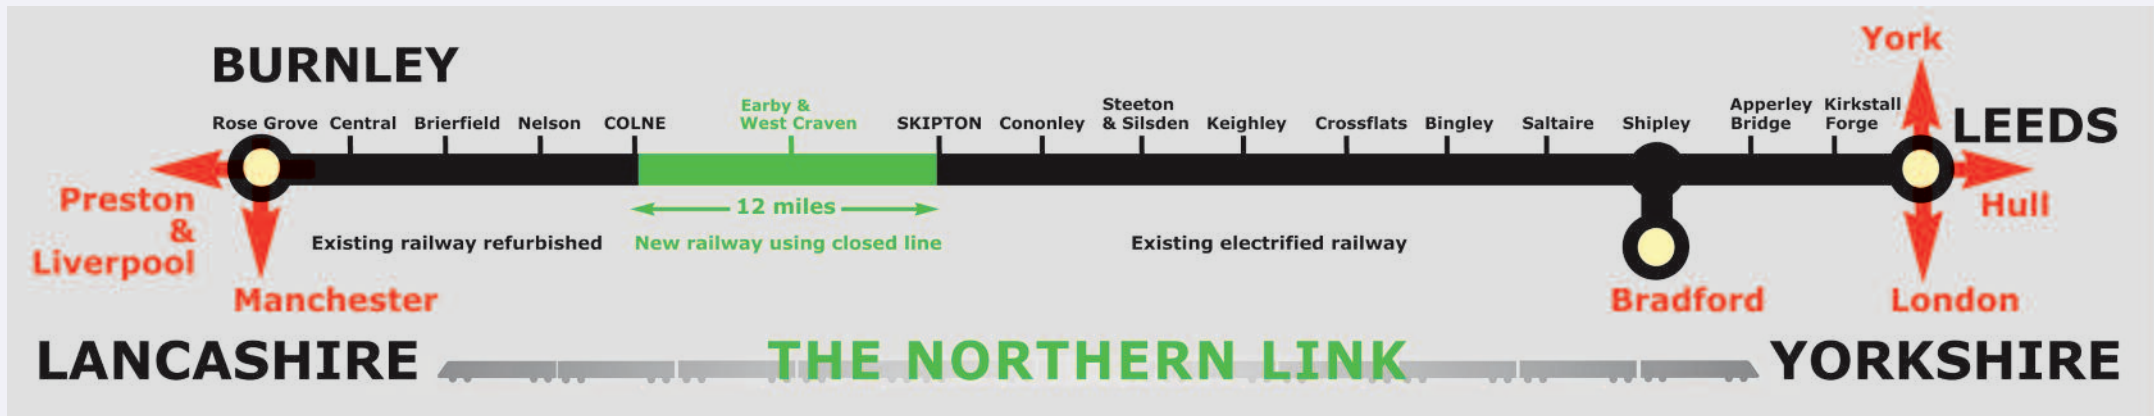 BURNLEY
Rose Grove
Central
Brierfield
Nelson
COLNE
Earby &
West Craven
SKIPTON
Cononley
Steeton
& Silsden
Keighley
Crossflats
Bingley
Saltaire
Shipley
Apperley
Bridge
Kirkstall
Forge
York
LEEDS
Hull
London
Bradford
Preston
&
Liverpool
Manchester
12 miles
Existing railway refurbished
New railway using closed line
Existing electrified railway
LANCASHIRE
THE NORTHERN LINK
YORKSHIRE